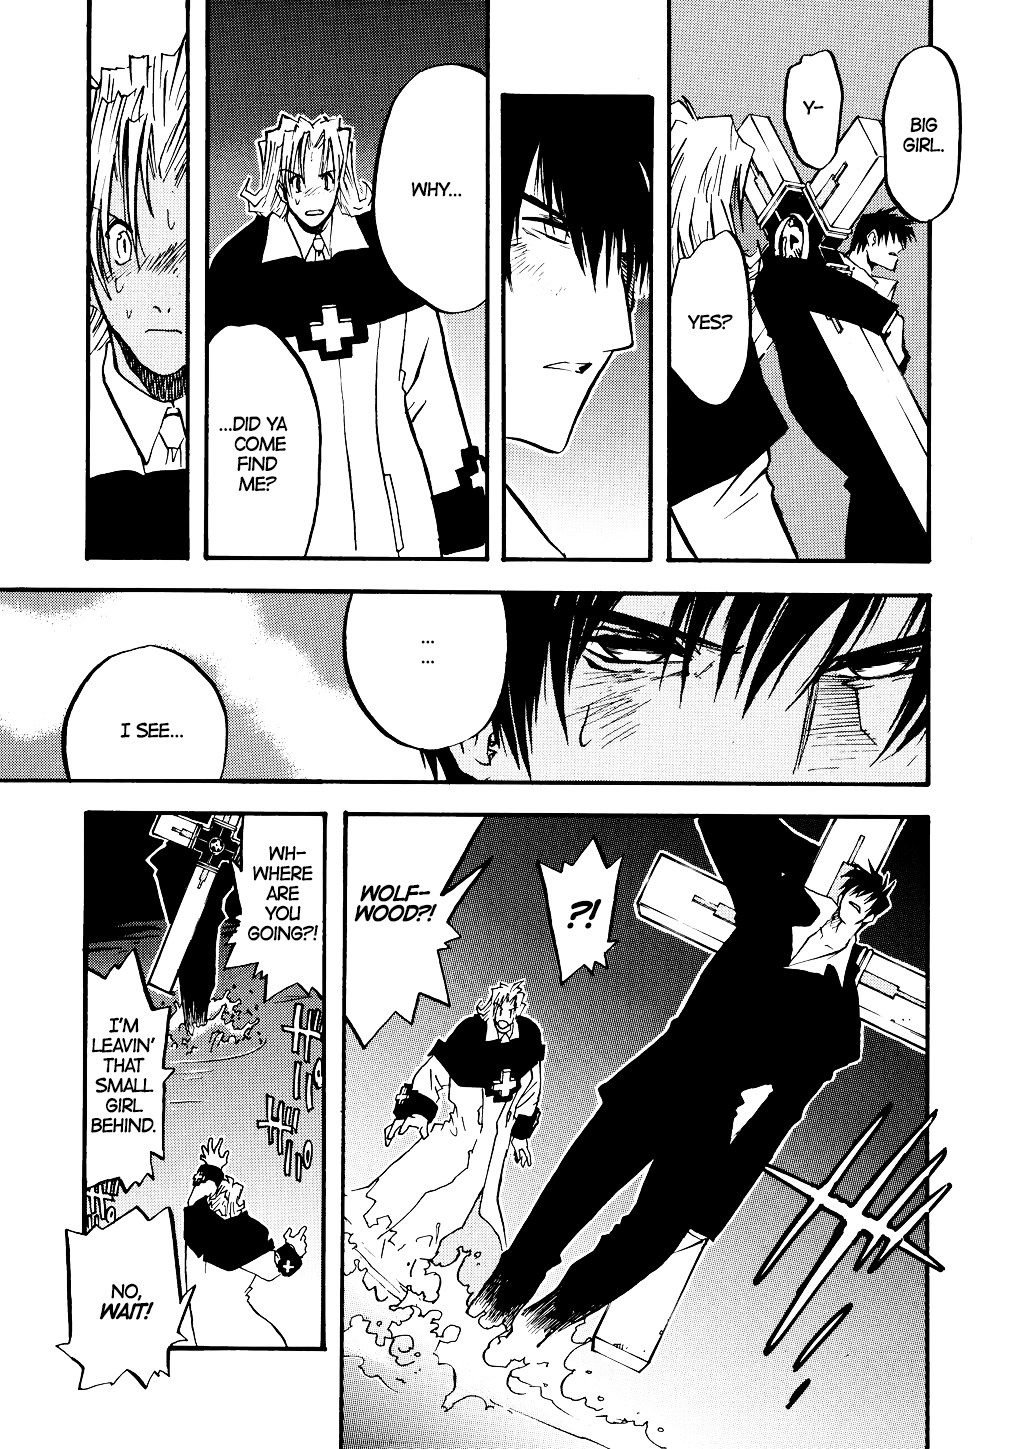 BIG
GIRL.
Y-
YES?
WHY...
...DID YA
COME
FIND
ME?
...
...
I SEE...
?!
WOLF-
WOOD?!
WH-
WHERE
ARE
YOU
GOING?!
I'M
LEAVIN'
THAT
SMALL
GIRL
BEHIND.
NO,
WAIT!